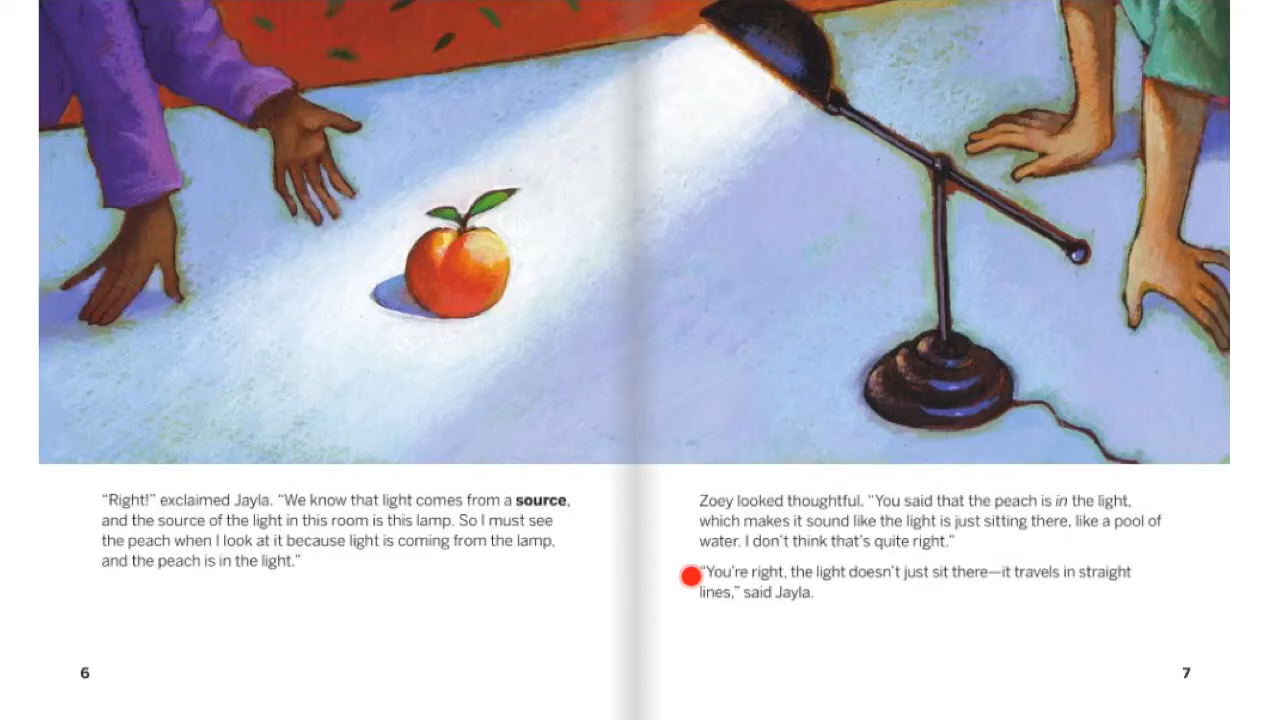 “Right!” exclaimed Jayla. “We know that light comes from a source,
and the source of the light in this room is this lamp. So I must see
the peach when I look at it because light is coming from the lamp,
and the peach is in the light.”
6
Zoey looked thoughtful. “You said that the peach is in the light,
which makes it sound like the light is just sitting there, like a pool of
water. I don’t think that’s quite right.”
“You’re right, the light doesn’t just sit there—it travels in straight
lines,” said Jayla.
7